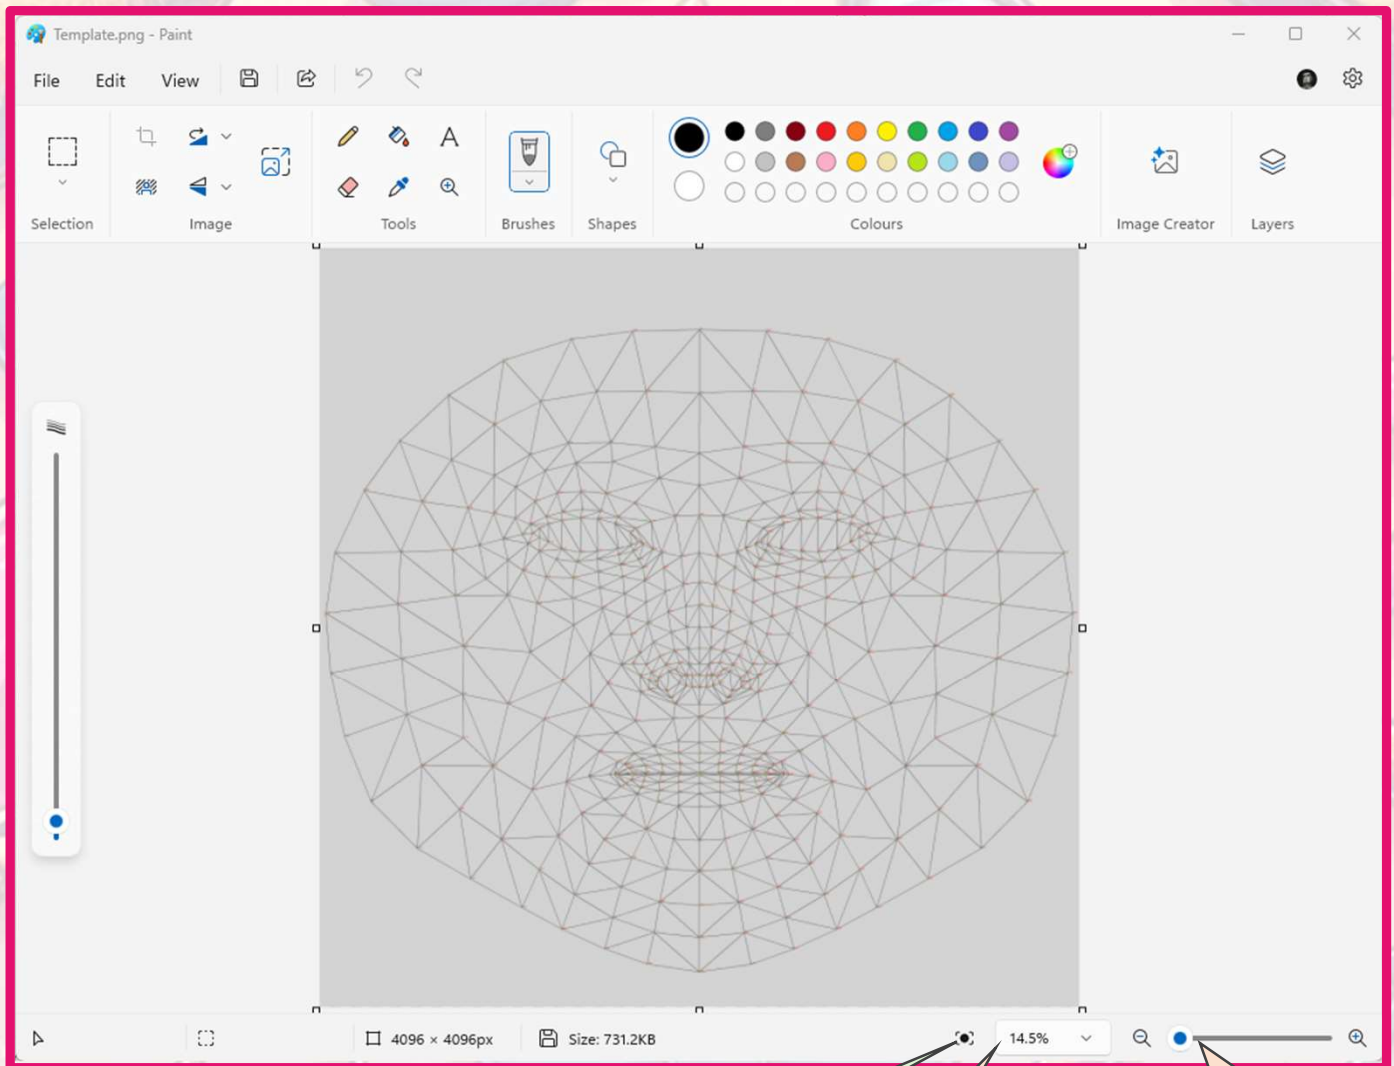 Template.png - Paint
File Edit View
Selection Image Tools Brushes Shapes Colours Image Creator Layers
4096 × 4096px Size: 731.2KB 14.5%